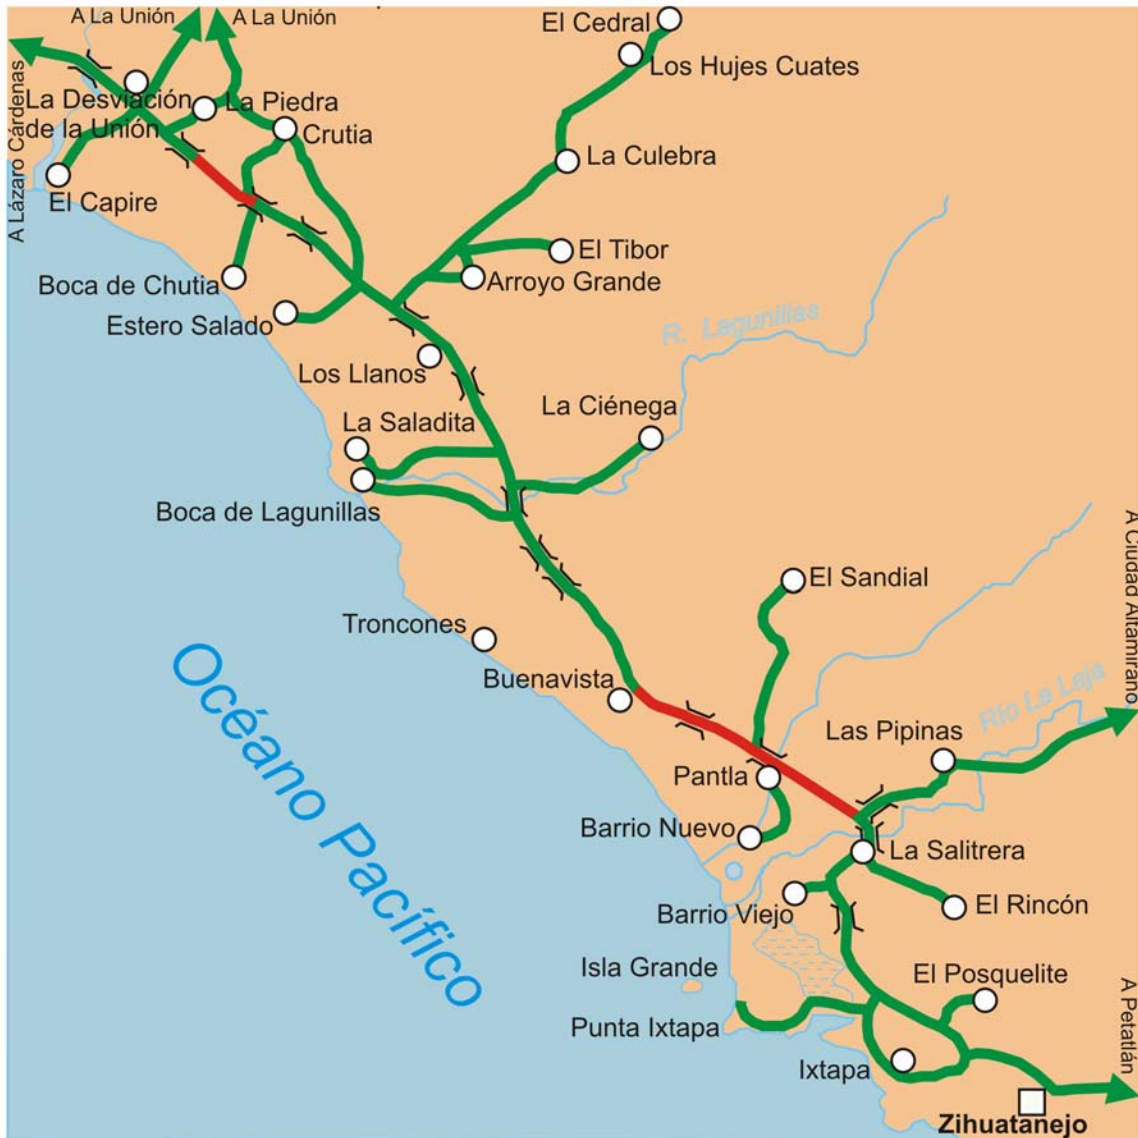 A La Unión
A La Unión
El Cedral
Los Hujes Cuates
A Lázaro Cárdenas
La Desviación
de la Unión
La Piedra
Crutia
La Culebra
El Capire
El Tibor
Boca de Chutia
Arroyo Grande
Estero Salado
R. Lagunillas
Los Llanos
La Saladita
La Ciénega
Boca de Lagunillas
A Ciudad Altamirano
El Sandial
Troncones
Buenavista
Océano Pacífico
Río La Laja
Las Pipinas
Pantla
Barrio Nuevo
La Salitrera
Barrio Viejo
El Rincón
Isla Grande
El Posquelite
A Petatlán
Punta Ixtapa
Ixtapa
Zihuatanejo